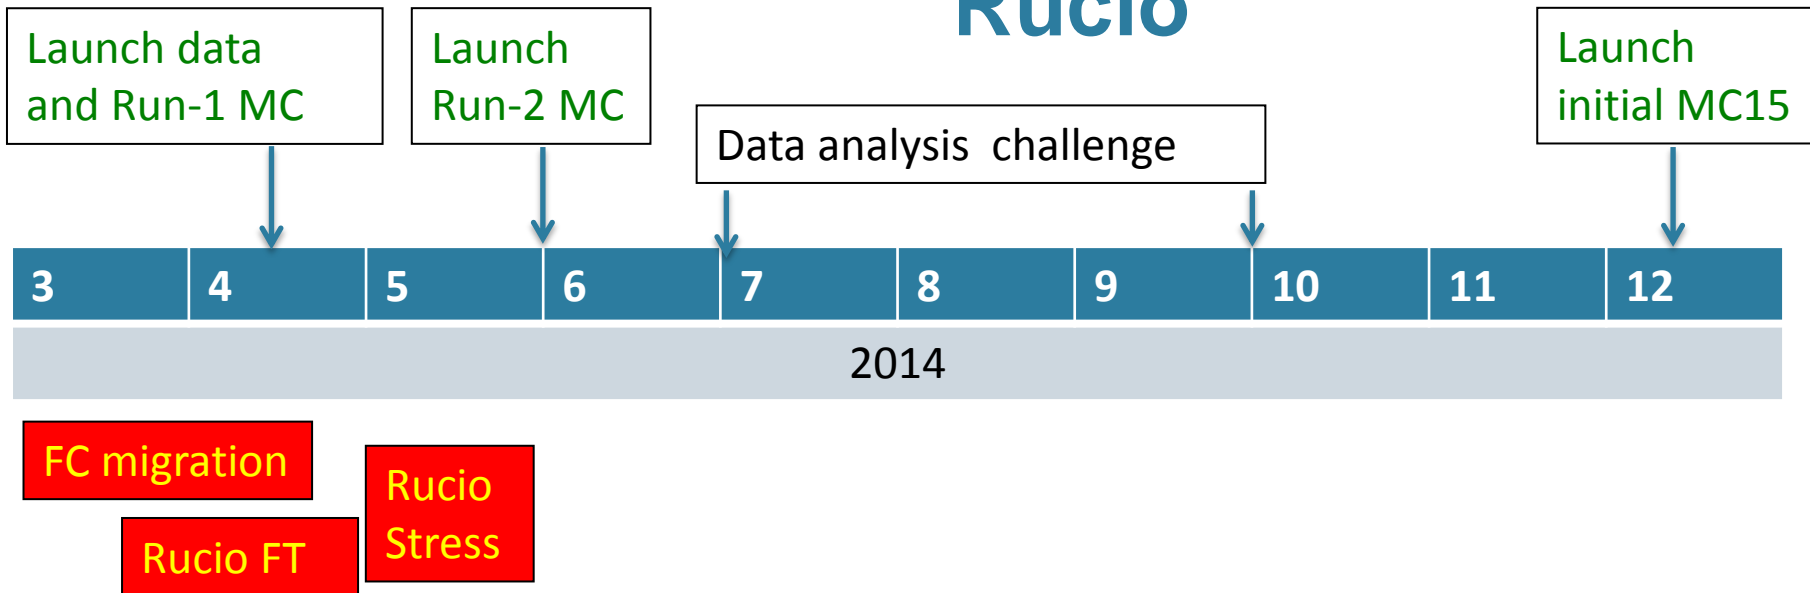 Rucio
Launch data
and Run-1 MC
Launch
Run-2 MC
Data analysis  challenge
Launch
initial MC15
3 4 5 6 7 8 9 10 11 12
2014
FC migration
Rucio FT
Rucio
Stress